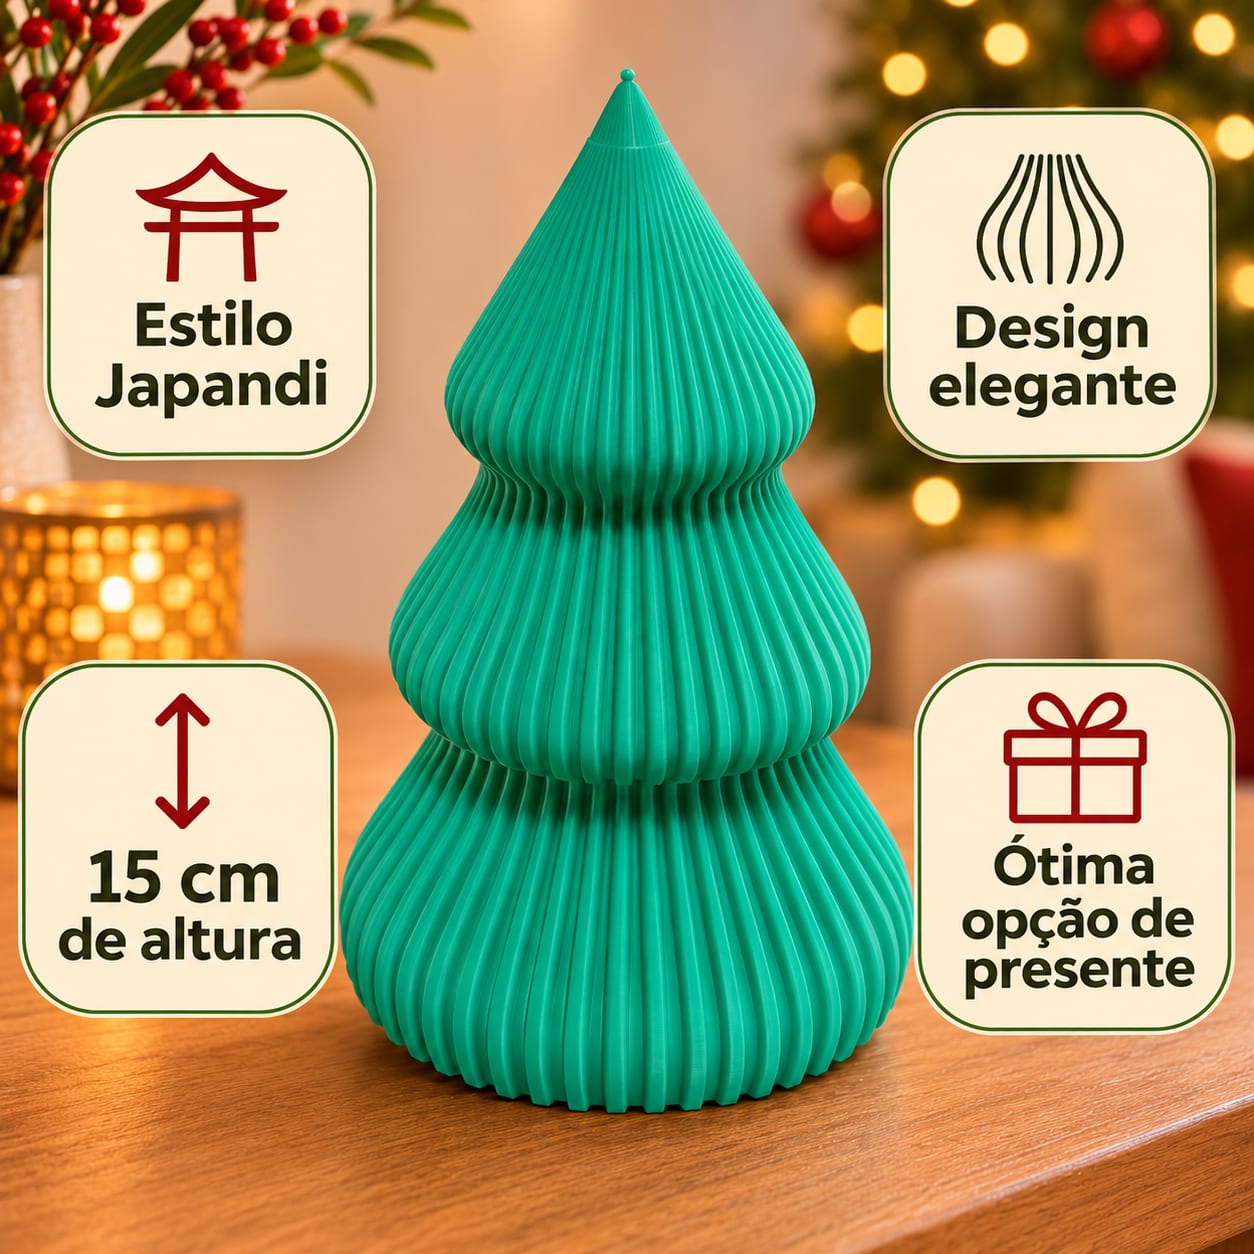 Estilo
Japandi
Design
elegante
15 cm
de altura
Ótima
opção de
presente